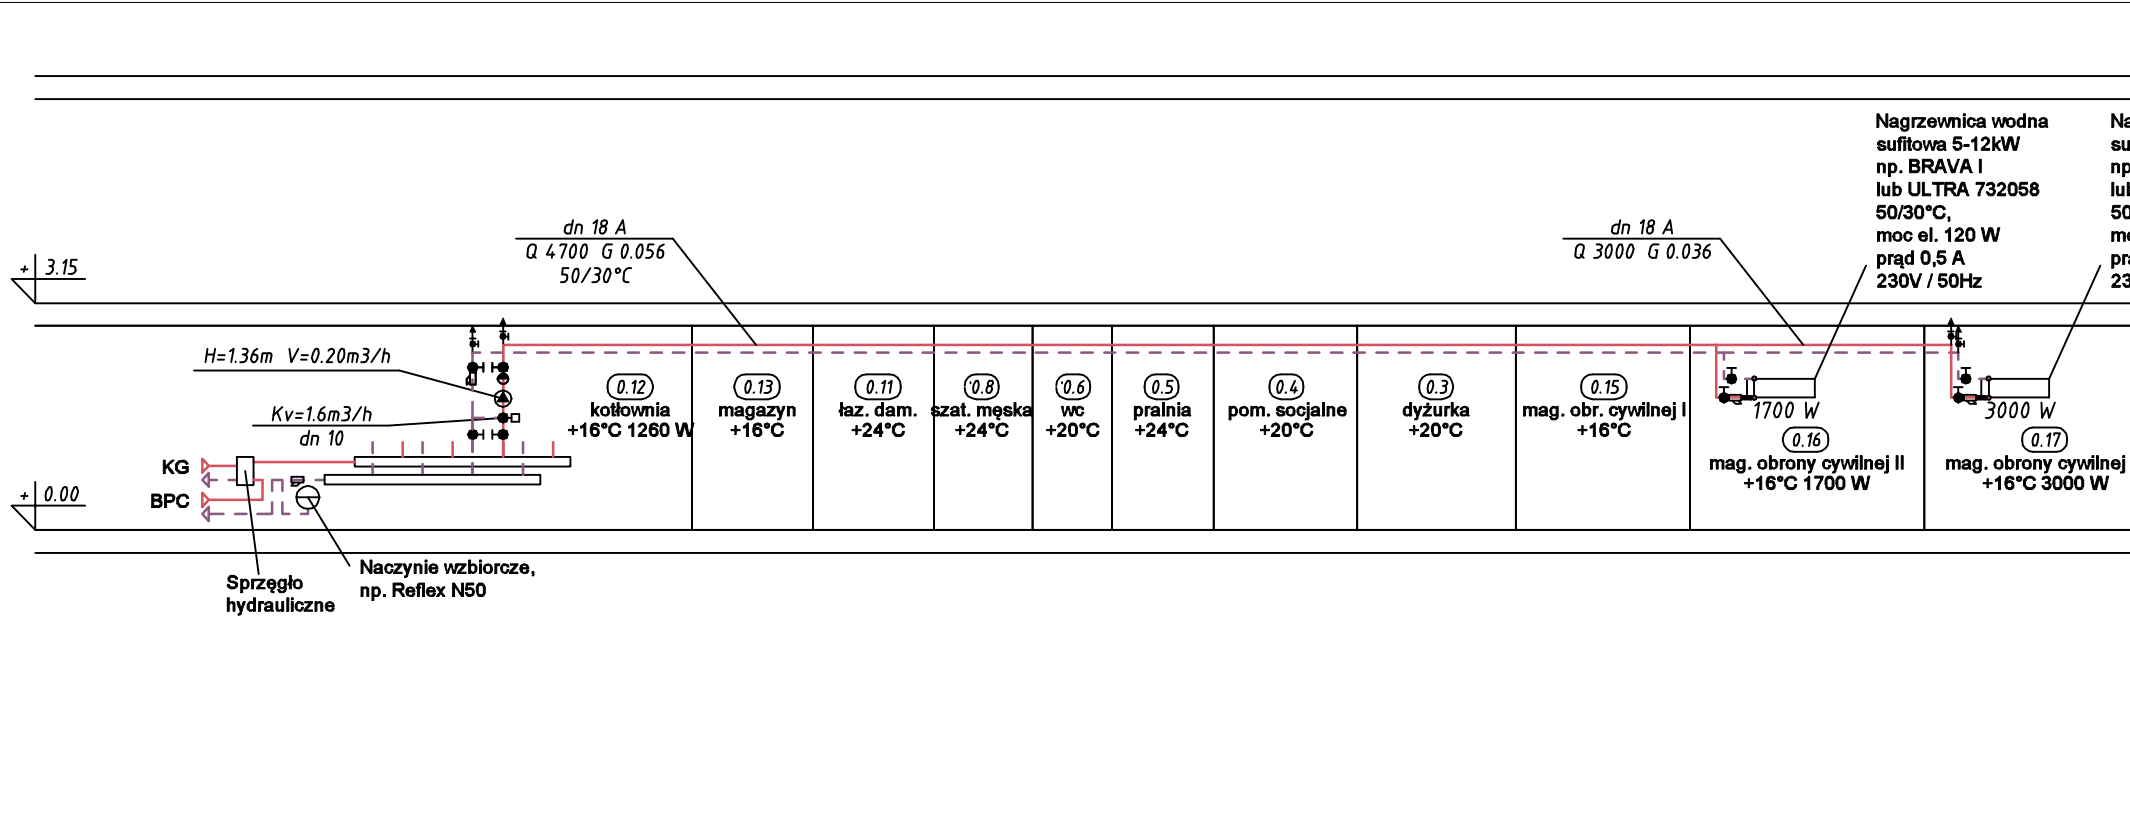 Nagrzewnica wodna
sufitowa 5-12kW
np. BRAVA I
lub ULTRA 732058
50/30°C,
moc el. 120 W
prąd 0,5 A
230V / 50Hz
dn 18 A
Q 4700 G 0.056
50/30°C
dn 18 A
Q 3000 G 0.036
+ 3.15
H=1.36m V=0.20m3/h
Kv=1.6m3/h
dn 10
0.12
kotłownia
+16°C 1260 W
0.13
magazyn
+16°C
0.11
łaz. dam.
+24°C
0.8
szat. męska
+24°C
0.6
wc
+20°C
0.5
pralnia
+24°C
0.4
pom. socjalne
+20°C
0.3
dyżurka
+20°C
0.15
mag. obr. cywilnej I
+16°C
1700 W
0.16
mag. obrony cywilnej II
+16°C 1700 W
3000 W
0.17
mag. obrony cywilnej
+16°C 3000 W
KG
BPC
+ 0.00
Sprzęgło
hydrauliczne
Naczynie wzbiorcze,
np. Reflex N50